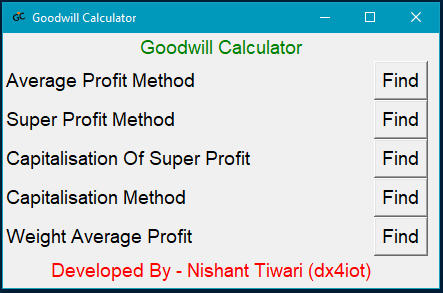 GC Goodwill Calculator
Goodwill Calculator
Average Profit Method Find
Super Profit Method Find
Capitalisation Of Super Profit Find
Capitalisation Method Find
Weight Average Profit Find
Developed By - Nishant Tiwari (dx4iot)